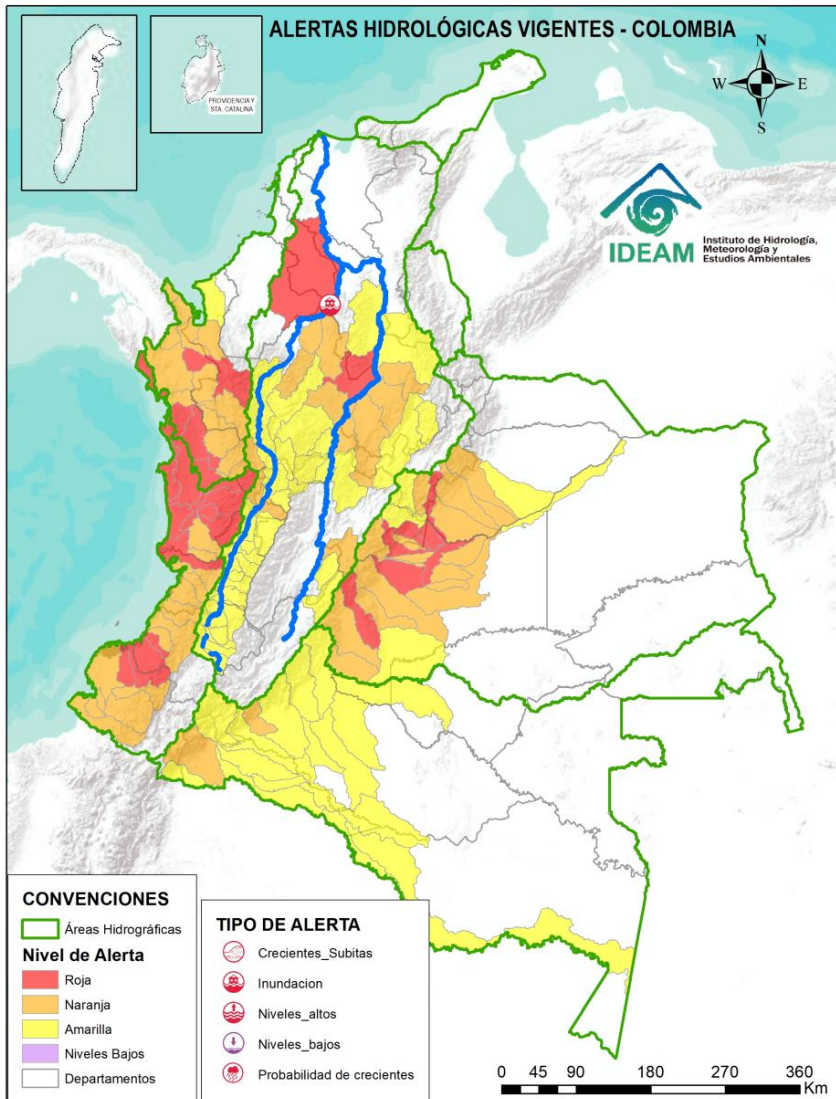 ALERTAS HIDROLÓGICAS VIGENTES - COLOMBIA
PROVIDENCIA Y
STA. CATALINA
N
W
E
S
IDEAM
Instituto de Hidrología,
Meteorología y
Estudios Ambientales
CONVENCIONES
Áreas Hidrográficas
Nivel de Alerta
Roja
Naranja
Amarilla
Niveles Bajos
Departamentos
TIPO DE ALERTA
Crecientes_Subitas
Inundacion
Niveles_altos
Niveles_bajos
Probabilidad de crecientes
0 45 90 180 270 360
Km